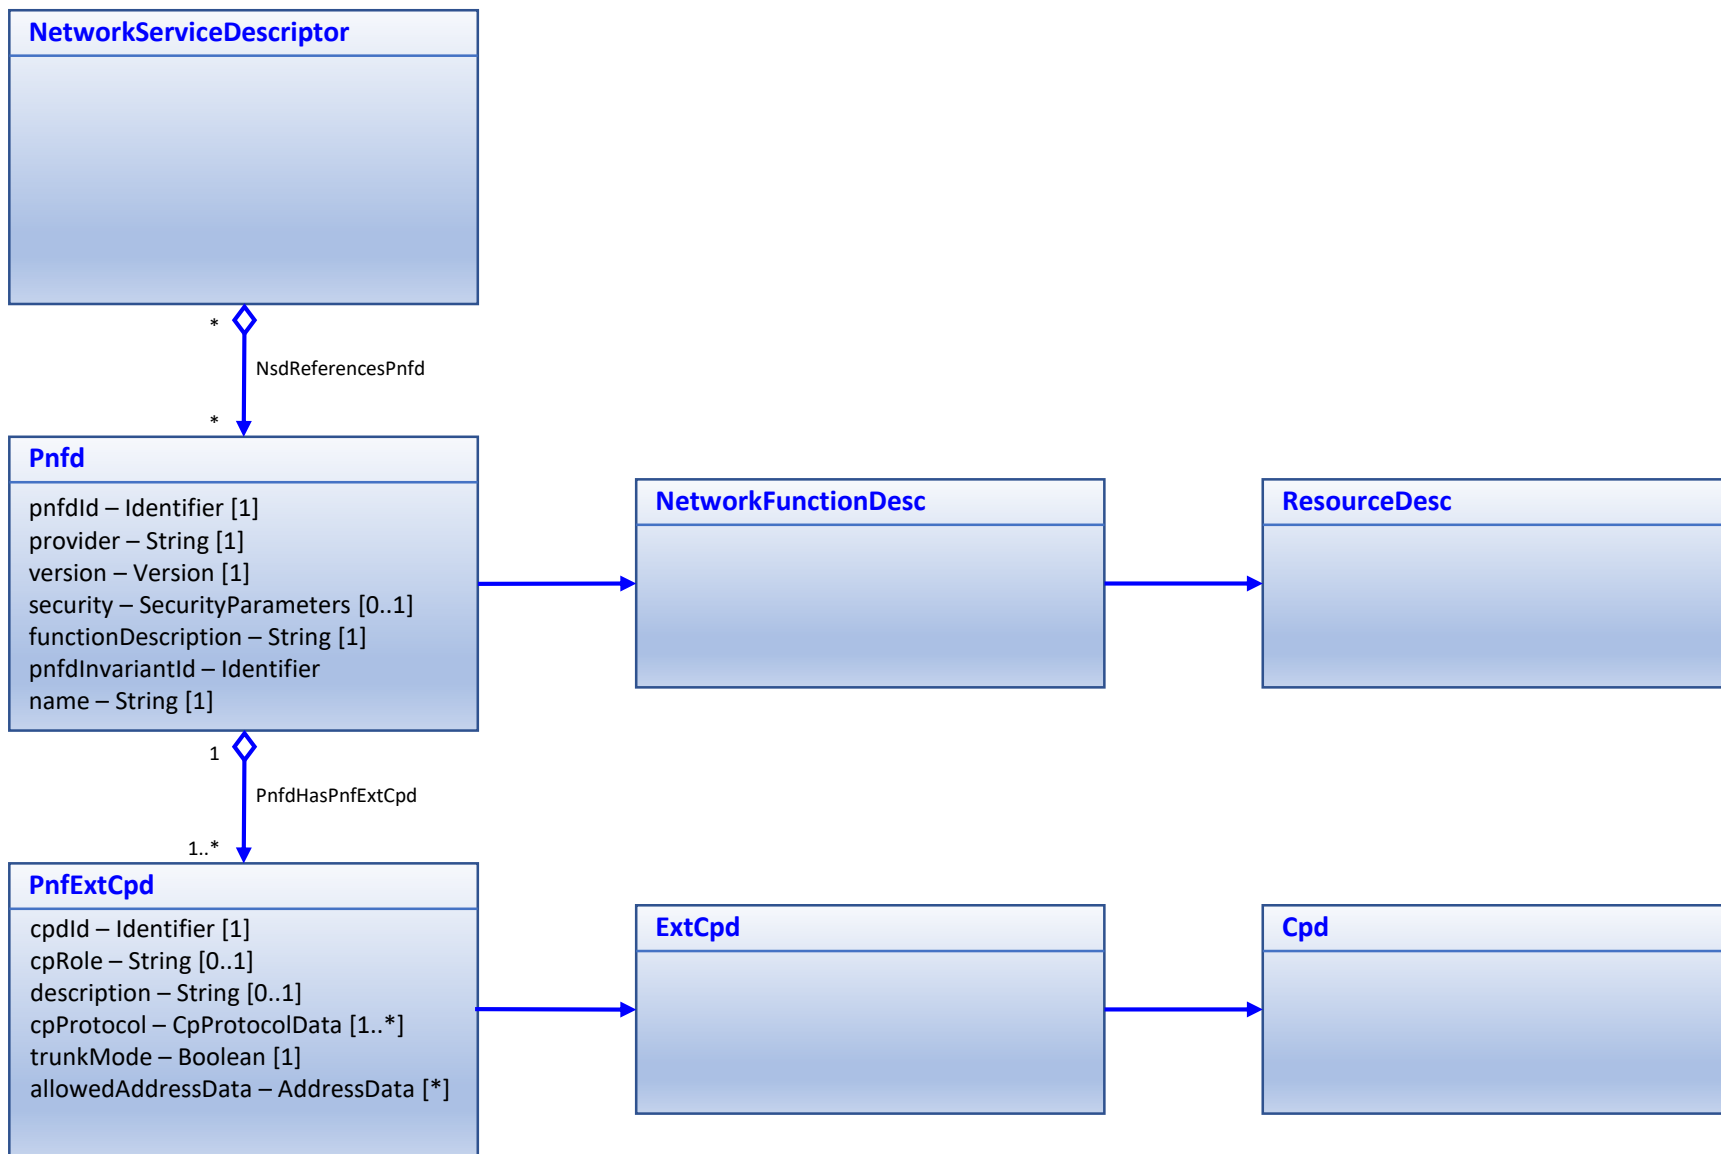 NetworkServiceDescriptor
*
NsdReferencesPnfd
*
Pnfd
pnfdId – Identifier [1]
provider – String [1]
version – Version [1]
security – SecurityParameters [0..1]
functionDescription – String [1]
pnfdInvariantId – Identifier
name – String [1]
NetworkFunctionDesc
ResourceDesc
1
PnfdHasPnfExtCpd
1..*
PnfExtCpd
cpdId – Identifier [1]
cpRole – String [0..1]
description – String [0..1]
cpProtocol – CpProtocolData [1..*]
trunkMode – Boolean [1]
allowedAddressData – AddressData [*]
ExtCpd
Cpd